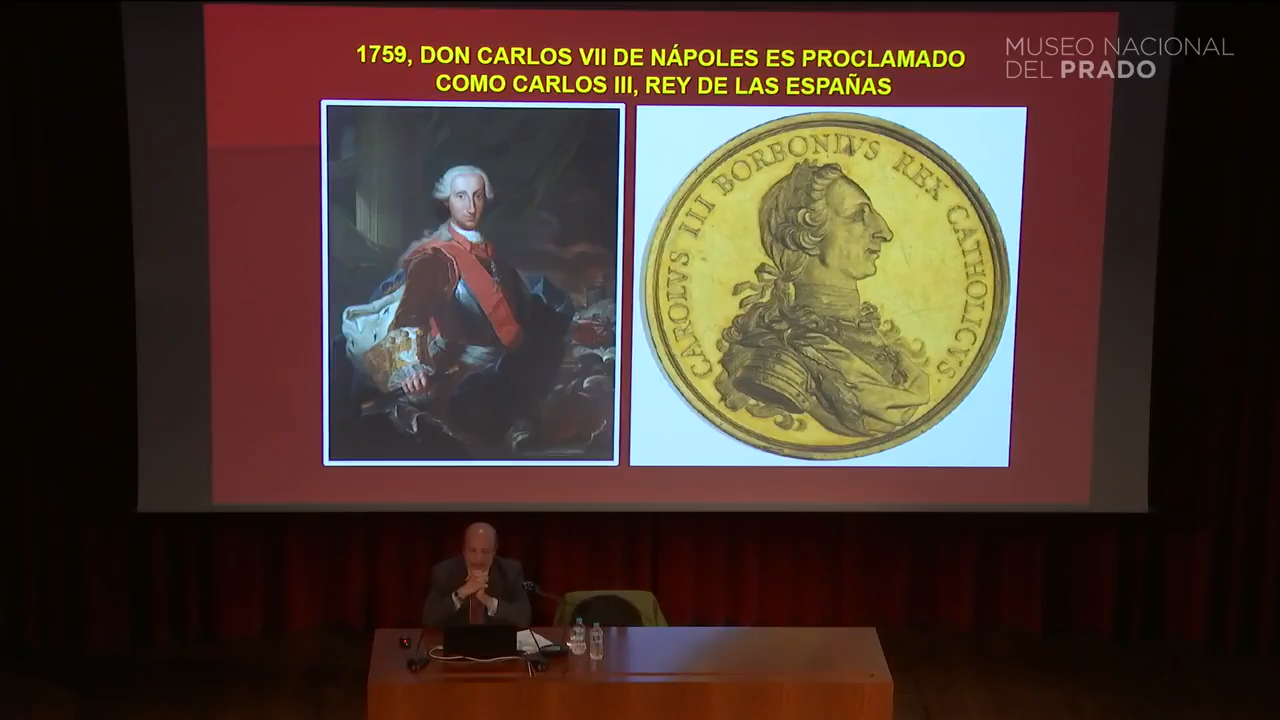 1759, DON CARLOS VII DE NÁPOLES ES PROCLAMADO
COMO CARLOS III, REY DE LAS ESPAÑAS
MUSEO NACIONAL
DEL PRADO
CAROLVS III BORBONIVS REX CATHOLICVS